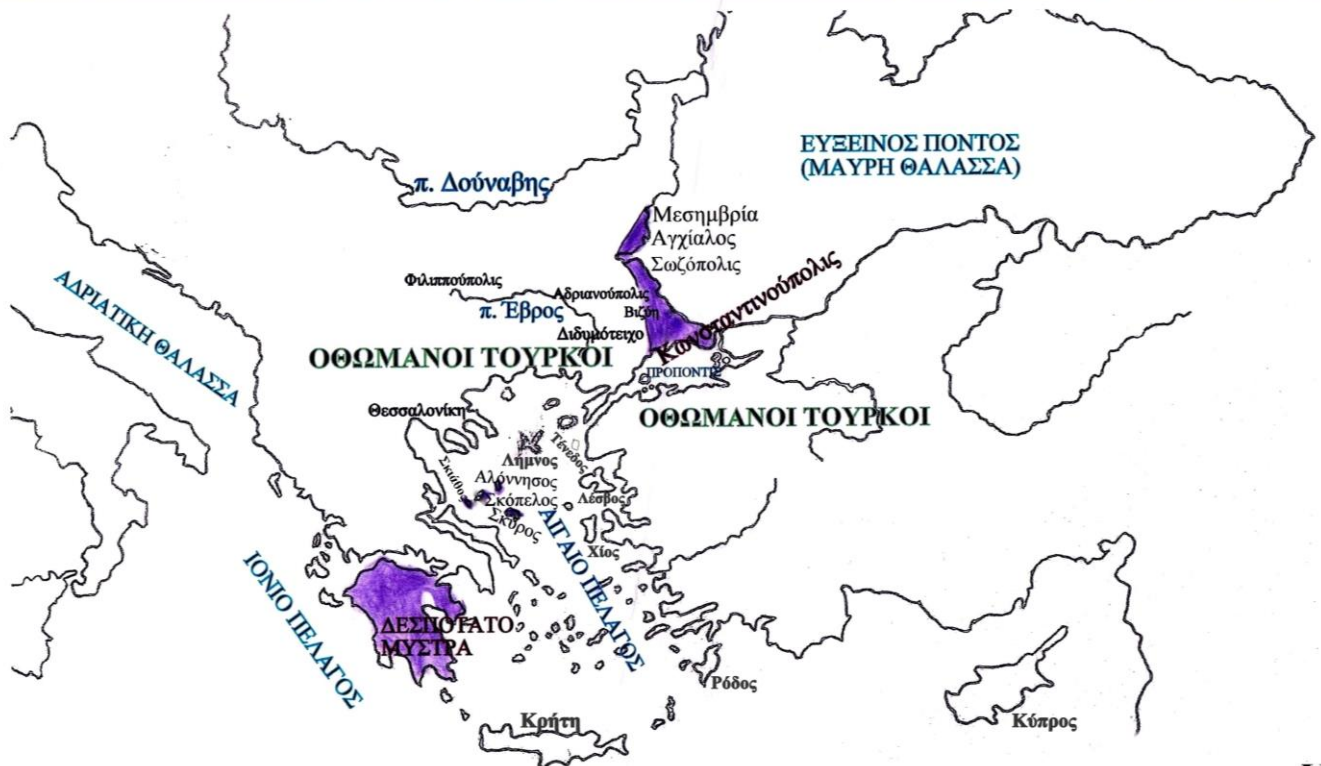 ΕΥΞΕΙΝΟΣ ΠΟΝΤΟΣ
(ΜΑΥΡΗ ΘΑΛΑΣΣΑ)
π. Δούναβης
Μεσημβρία
Αγχίαλος
Σωζόπολις
ΑΔΡΙΑΤΙΚΗ ΘΑΛΑΣΣΑ
Φιλιππούπολις
Αδριανούπολις
π. Έβρος
Βιζύη
Διδυμότειχο
Κωνσταντινούπολις
ΟΘΩΜΑΝΟΙ ΤΟΥΡΚΟΙ
ΠΡΟΠΟΝΤΙΣ
Θεσσαλονίκη
ΟΘΩΜΑΝΟΙ ΤΟΥΡΚΟΙ
Τένεδος
Λήμνος
Σκιάθος
Αλόννησος
Σκόπελος
Λέσβος
Σκύρος
Χίος
ΑΙΓΑΙΟ ΠΕΛΑΓΟΣ
ΙΟΝΙΟ ΠΕΛΑΓΟΣ
ΔΕΣΠΟΤΑΤΟ
ΜΥΣΤΡΑ
Ρόδος
Κρήτη
Κύπρος